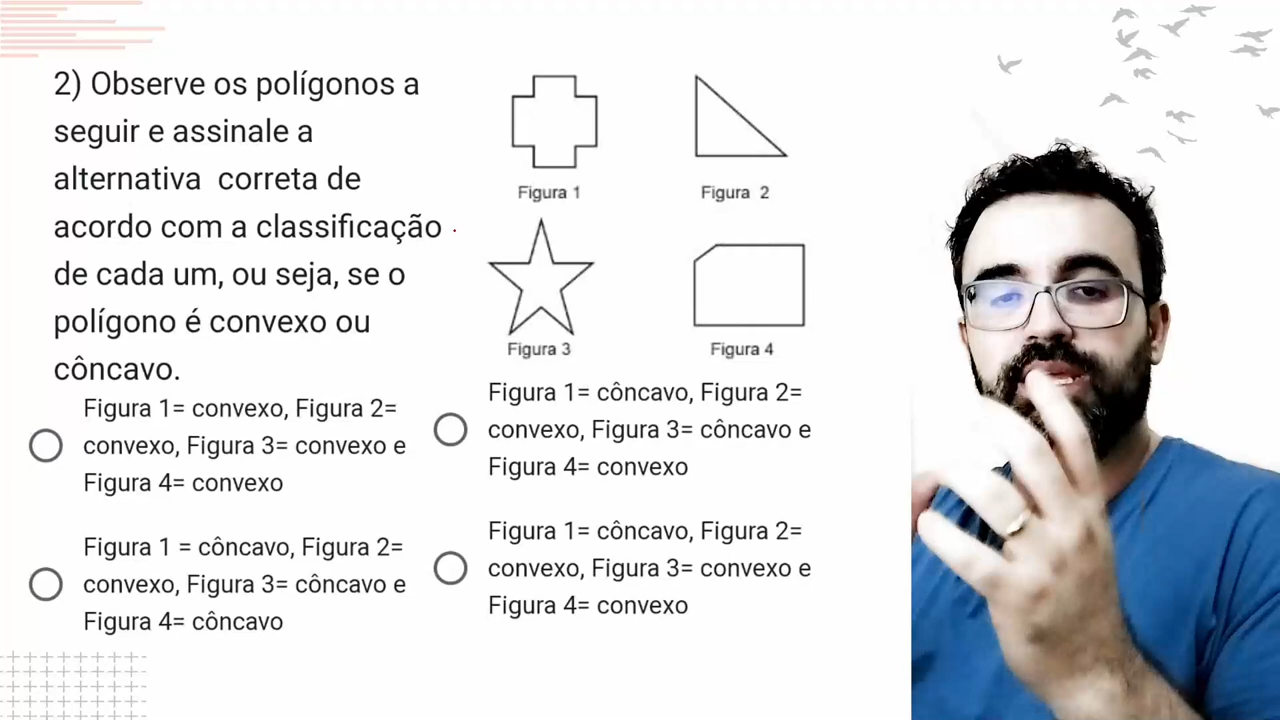 2) Observe os polígonos a
seguir e assinale a
alternativa correta de
acordo com a classificação
de cada um, ou seja, se o
polígono é convexo ou
côncavo.
Figura 1
Figura 2
Figura 3
Figura 4
Figura 1= convexo, Figura 2=
convexo, Figura 3= convexo e
Figura 4= convexo
Figura 1= côncavo, Figura 2=
convexo, Figura 3= côncavo e
Figura 4= convexo
Figura 1 = côncavo, Figura 2=
convexo, Figura 3= côncavo e
Figura 4= côncavo
Figura 1= côncavo, Figura 2=
convexo, Figura 3= convexo e
Figura 4= convexo